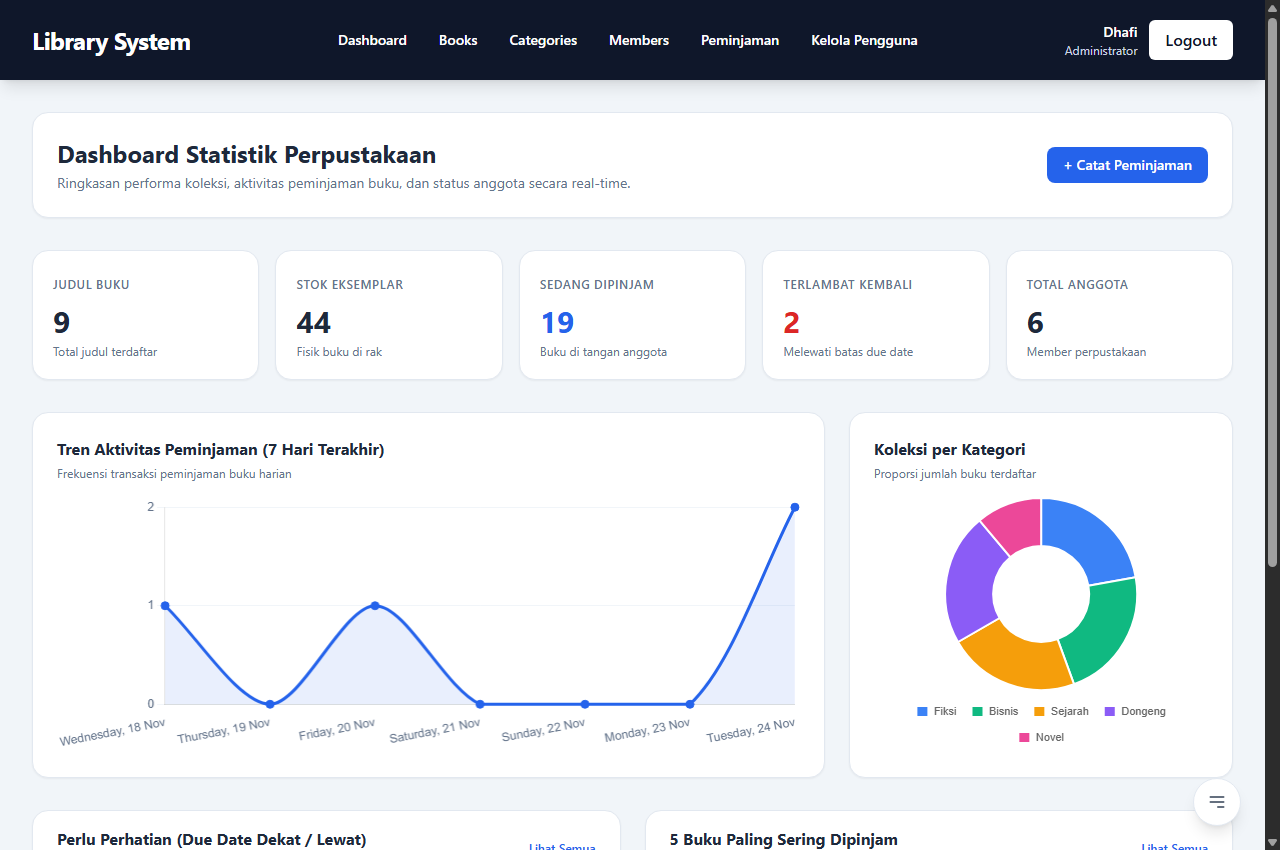 Library System
Dashboard
Books
Categories
Members
Peminjaman
Kelola Pengguna
Dhafi
Administrator
Logout
Dashboard Statistik Perpustakaan
Ringkasan performa koleksi, aktivitas peminjaman buku, dan status anggota secara real-time.
+ Catat Peminjaman
JUDUL BUKU
9
Total judul terdaftar
STOK EKSEMPLAR
44
Fisik buku di rak
SEDANG DIPINJAM
19
Buku di tangan anggota
TERLAMBAT KEMBALI
2
Melewati batas due date
TOTAL ANGGOTA
6
Member perpustakaan
Tren Aktivitas Peminjaman (7 Hari Terakhir)
Frekuensi transaksi peminjaman buku harian
2
1
0
Wednesday, 18 Nov
Thursday, 19 Nov
Friday, 20 Nov
Saturday, 21 Nov
Sunday, 22 Nov
Monday, 23 Nov
Tuesday, 24 Nov
Koleksi per Kategori
Proporsi jumlah buku terdaftar
Fiksi
Bisnis
Sejarah
Dongeng
Novel
Perlu Perhatian (Due Date Dekat / Lewat)
Lihat Semua
5 Buku Paling Sering Dipinjam
Lihat Semua